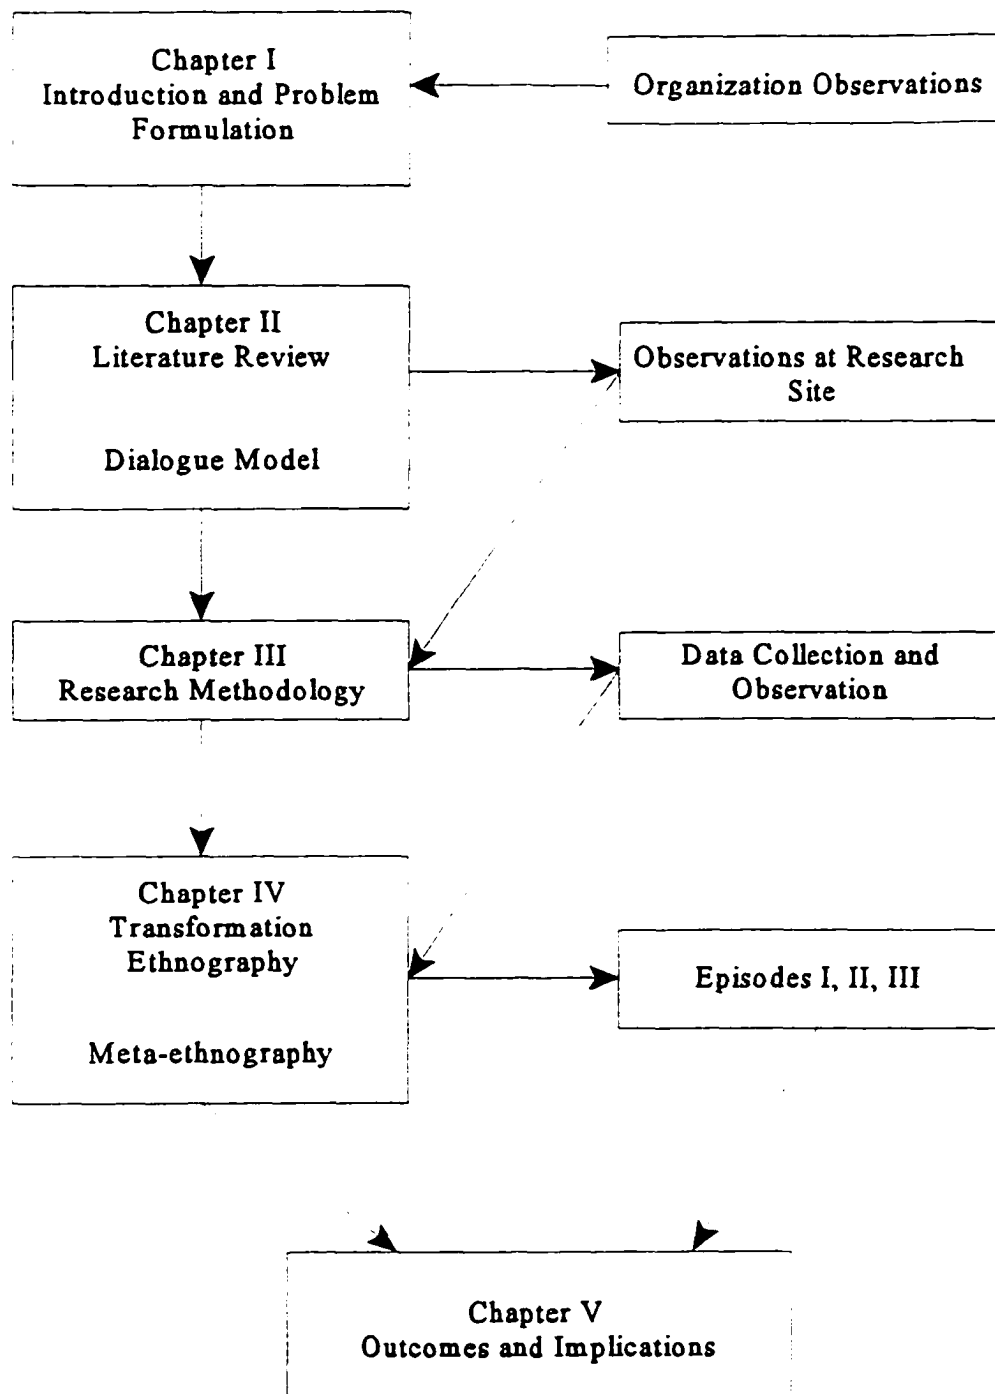 Chapter I
Introduction and Problem
Formulation
Organization Observations
Chapter II
Literature Review
Dialogue Model
Observations at Research
Site
Chapter III
Research Methodology
Data Collection and
Observation
Chapter IV
Transformation
Ethnography
Meta-ethnography
Episodes I, II, III
Chapter V
Outcomes and Implications